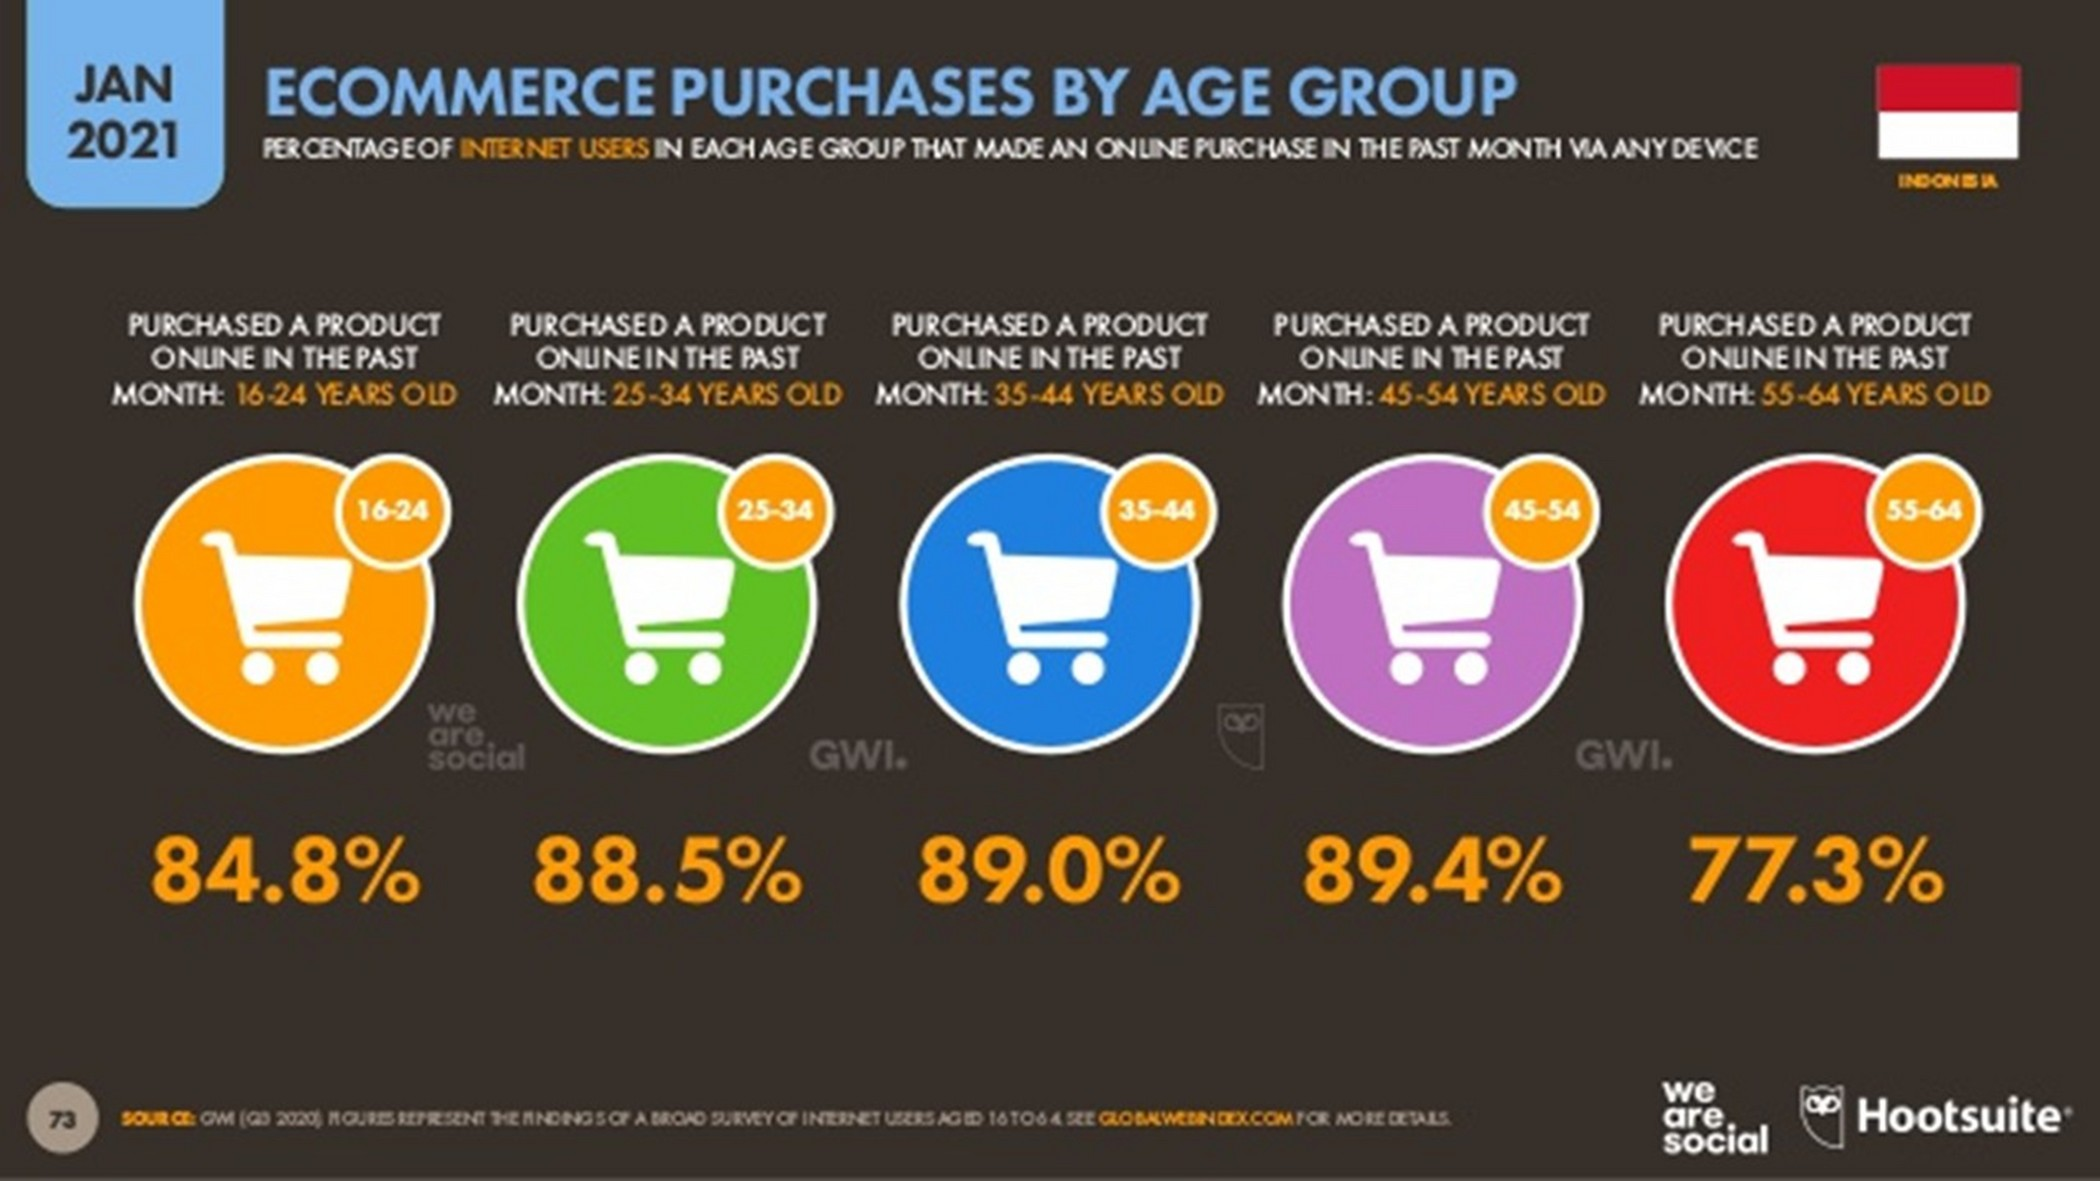 JAN
2021
ECOMMERCE PURCHASES BY AGE GROUP
PERCENTAGE OF INTERNET USERS IN EACH AGE GROUP THAT MADE AN ONLINE PURCHASE IN THE PAST MONTH VIA ANY DEVICE
INDONESIA
PURCHASED A PRODUCT
ONLINE IN THE PAST
MONTH: 16-24 YEARS OLD
PURCHASED A PRODUCT
ONLINE IN THE PAST
MONTH: 25-34 YEARS OLD
PURCHASED A PRODUCT
ONLINE IN THE PAST
MONTH: 35-44 YEARS OLD
PURCHASED A PRODUCT
ONLINE IN THE PAST
MONTH: 45-54 YEARS OLD
PURCHASED A PRODUCT
ONLINE IN THE PAST
MONTH: 55-64 YEARS OLD
16-24
25-34
35-44
45-54
55-64
we
are
social
GWI.
GWI.
84.8%
88.5%
89.0%
89.4%
77.3%
73
SOURCE: GWI (Q3 2020). FIGURES REPRESENT THE FINDINGS OF A BROAD SURVEY OF INTERNET USERS AGED 16 TO 64. SEE GLOBALWEBINDEX.COM FOR MORE DETAILS.
we
are
social
Hootsuite